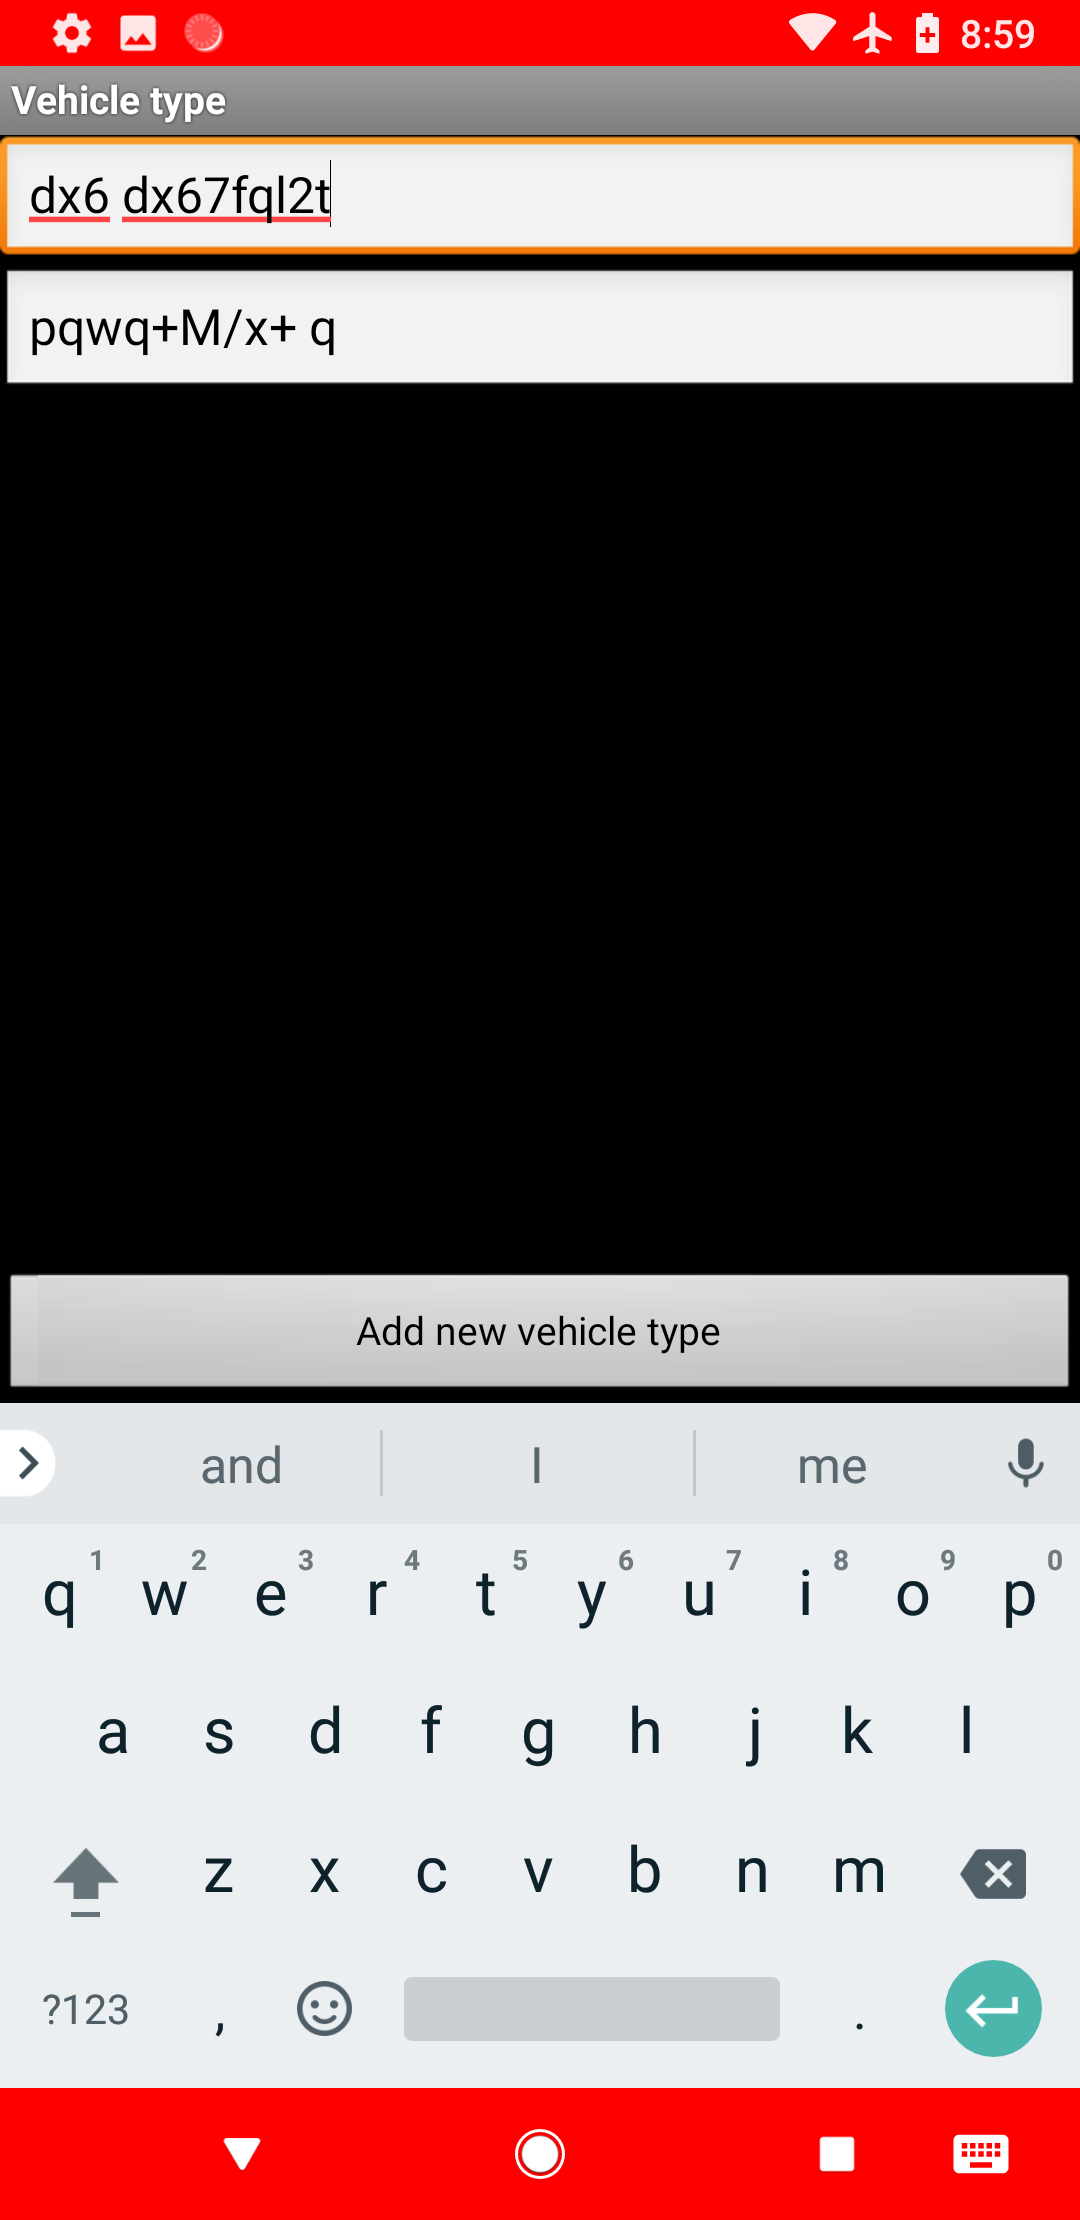 8:59
Vehicle type
dx6 dx67fql2t
pqwq+M/x+ q
Add new vehicle type
and I me
1 2 3 4 5 6 7 8 9 0
q w e r t y u i o p
a s d f g h j k l
z x c v b n m
?123 , .